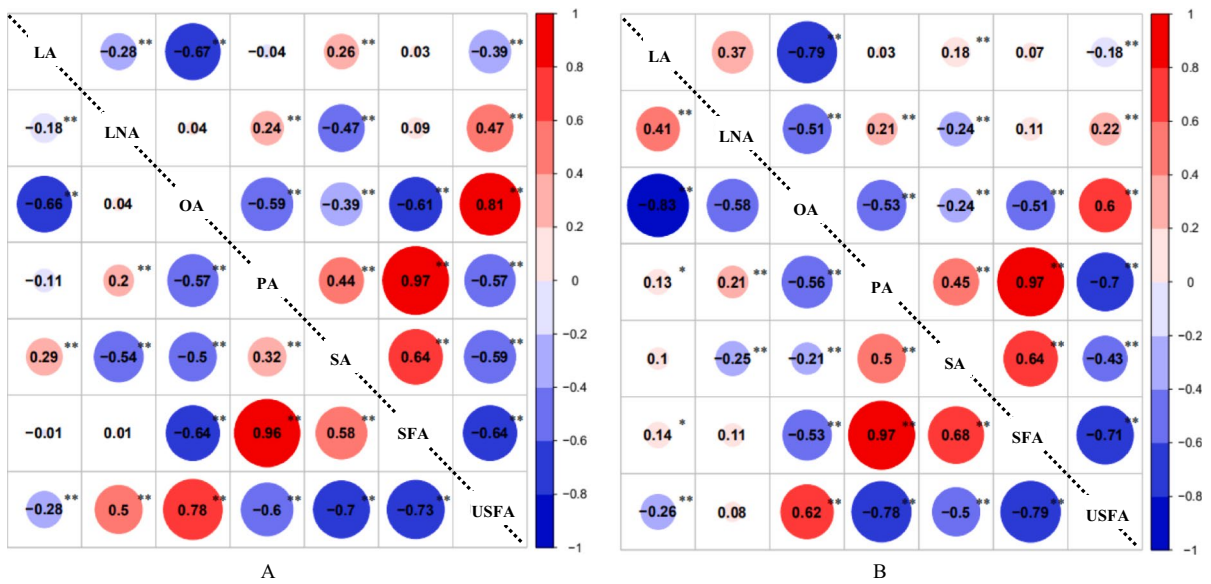 LA −0.28** −0.67** −0.04 0.26** 0.03 −0.39**
−0.18** LNA 0.04 0.24** −0.47** 0.09 0.47**
−0.66** 0.04 OA −0.59** −0.39** −0.61** 0.81**
−0.11 0.2** −0.57** PA 0.44** 0.97** −0.57**
0.29** −0.54** −0.5** 0.32** SA 0.64** −0.59**
−0.01 0.01 −0.64** 0.96** 0.58** SFA −0.64**
−0.28** 0.5** 0.78** −0.6** −0.7** −0.73** USFA
1
0.8
0.6
0.4
0.2
0
−0.2
−0.4
−0.6
−0.8
−1
A
LA 0.37 −0.79** 0.03 0.18** 0.07 −0.18**
0.41** LNA −0.51** 0.21** −0.24** 0.11 0.22**
−0.83** −0.58 OA −0.53** −0.24** −0.51** 0.6**
0.13* 0.21** −0.56** PA 0.45** 0.97** −0.7**
0.1 −0.25** −0.21** 0.5** SA 0.64** −0.43**
0.14* 0.11 −0.53** 0.97** 0.68** SFA −0.71**
−0.26** 0.08 0.62** −0.78** −0.5** −0.79** USFA
1
0.8
0.6
0.4
0.2
0
−0.2
−0.4
−0.6
−0.8
−1
B